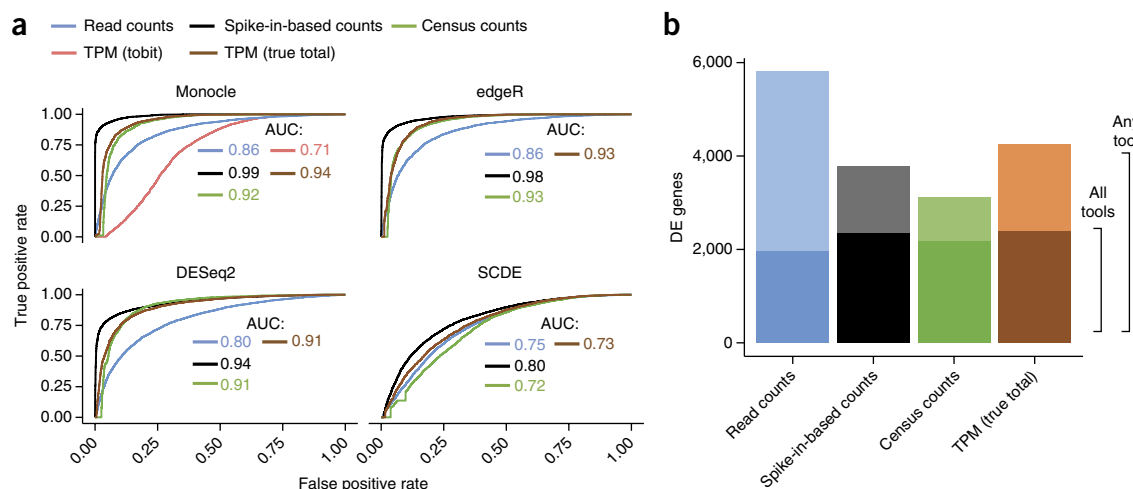 a
Read counts Spike-in-based counts Census counts
TPM (tobit) TPM (true total)
Monocle
edgeR
True positive rate
1.00
0.75
0.50
0.25
0.00
AUC:
0.86 0.71
0.99 0.94
0.92
AUC:
0.86 0.93
0.98
0.93
DESeq2
SCDE
1.00
0.75
0.50
0.25
0.00
AUC:
0.80 0.91
0.94
0.91
AUC:
0.75 0.73
0.80
0.72
0.00 0.25 0.50 0.75 1.00
0.00 0.25 0.50 0.75 1.00
False positive rate
b
DE genes
6,000
4,000
2,000
0
Read counts
Spike-in-based counts
Census counts
TPM (true total)
All
tools